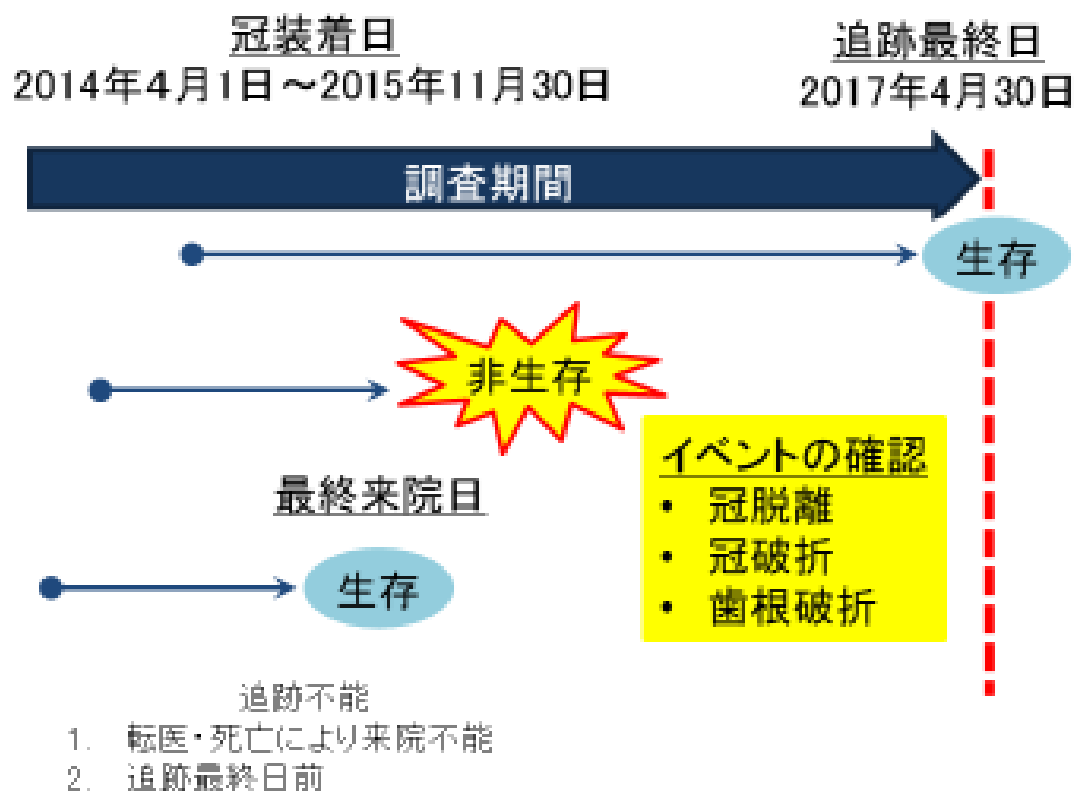 冠装着日
2014年4月1日～2015年11月30日
追跡最終日
2017年4月30日
調査期間
生存
非生存
イベントの確認
• 冠脱離
• 冠破折
• 歯根破折
最終来院日
生存
追跡不能
1. 転医・死亡により来院不能
2. 追跡最終日前